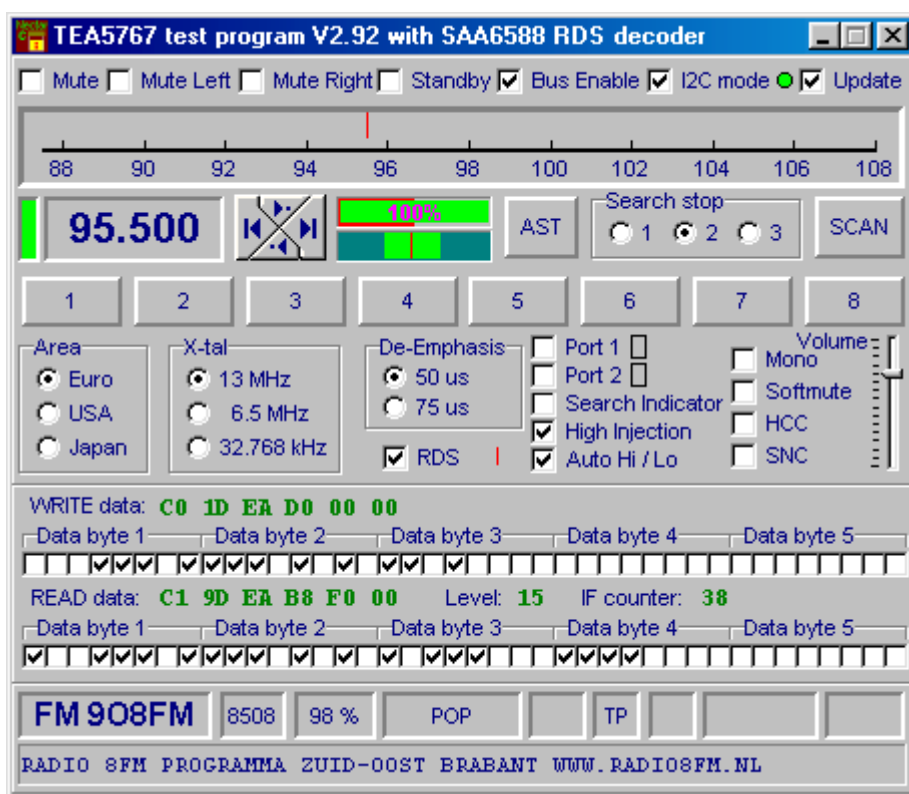 TEA5767 test program V2.92 with SAA6588 RDS decoder
Mute Mute Left Mute Right Standby Bus Enable I2C mode Update
88 90 92 94 96 98 100 102 104 106 108
95.500 100% AST Search stop 1 2 3 SCAN
1 2 3 4 5 6 7 8
Area X-tal De-Emphasis Port 1 Mono Volume
Euro 13 MHz 50 us Port 2 Softmute
USA 6.5 MHz 75 us Search Indicator HCC
High Injection
Japan 32.768 kHz RDS Auto Hi / Lo SNC
WRITE data: C0 1D EA D0 00 00
Data byte 1 Data byte 2 Data byte 3 Data byte 4 Data byte 5
READ data: C1 9D EA B8 F0 00 Level: 15 IF counter: 38
Data byte 1 Data byte 2 Data byte 3 Data byte 4 Data byte 5
FM 9O8FM 8508 98 % POP TP
RADIO 8FM PROGRAMMA ZUID-OOST BRABANT WWW.RADIO8FM.NL